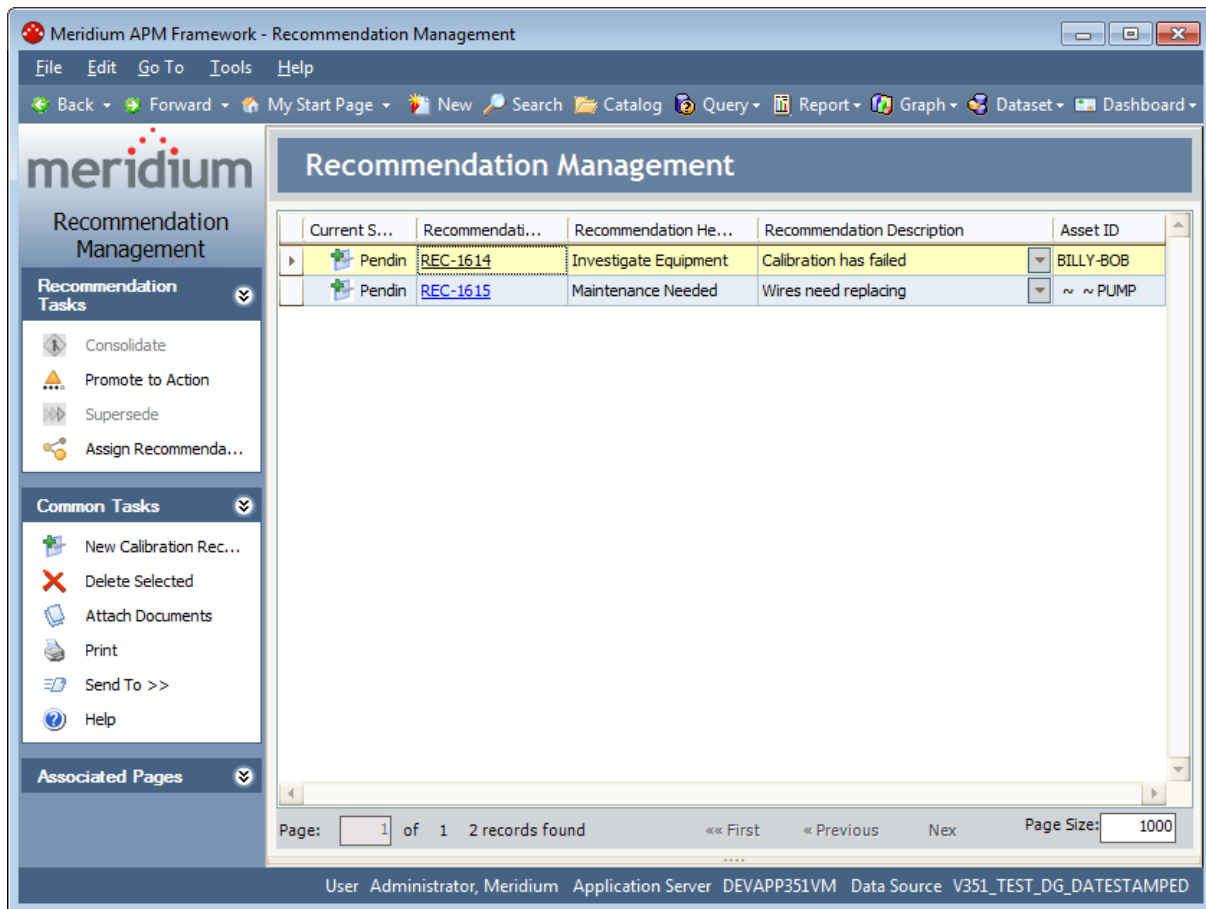 Meridium APM Framework - Recommendation Management
File Edit Go To Tools Help
Back Forward My Start Page New Search Catalog Query Report Graph Dataset Dashboard
meridium
Recommendation
Management
Recommendation
Tasks
Consolidate
Promote to Action
Supersede
Assign Recommenda...
Common Tasks
New Calibration Rec...
Delete Selected
Attach Documents
Print
Send To >>
Help
Associated Pages
Recommendation Management
Current S... Recommendati... Recommendation He... Recommendation Description Asset ID
Pendin REC-1614 Investigate Equipment Calibration has failed BILLY-BOB
Pendin REC-1615 Maintenance Needed Wires need replacing ~ ~ PUMP
Page: 1 of 1 2 records found «« First « Previous Nex Page Size: 1000
User Administrator, Meridium Application Server DEVAPP351VM Data Source V351_TEST_DG_DATESTAMPED